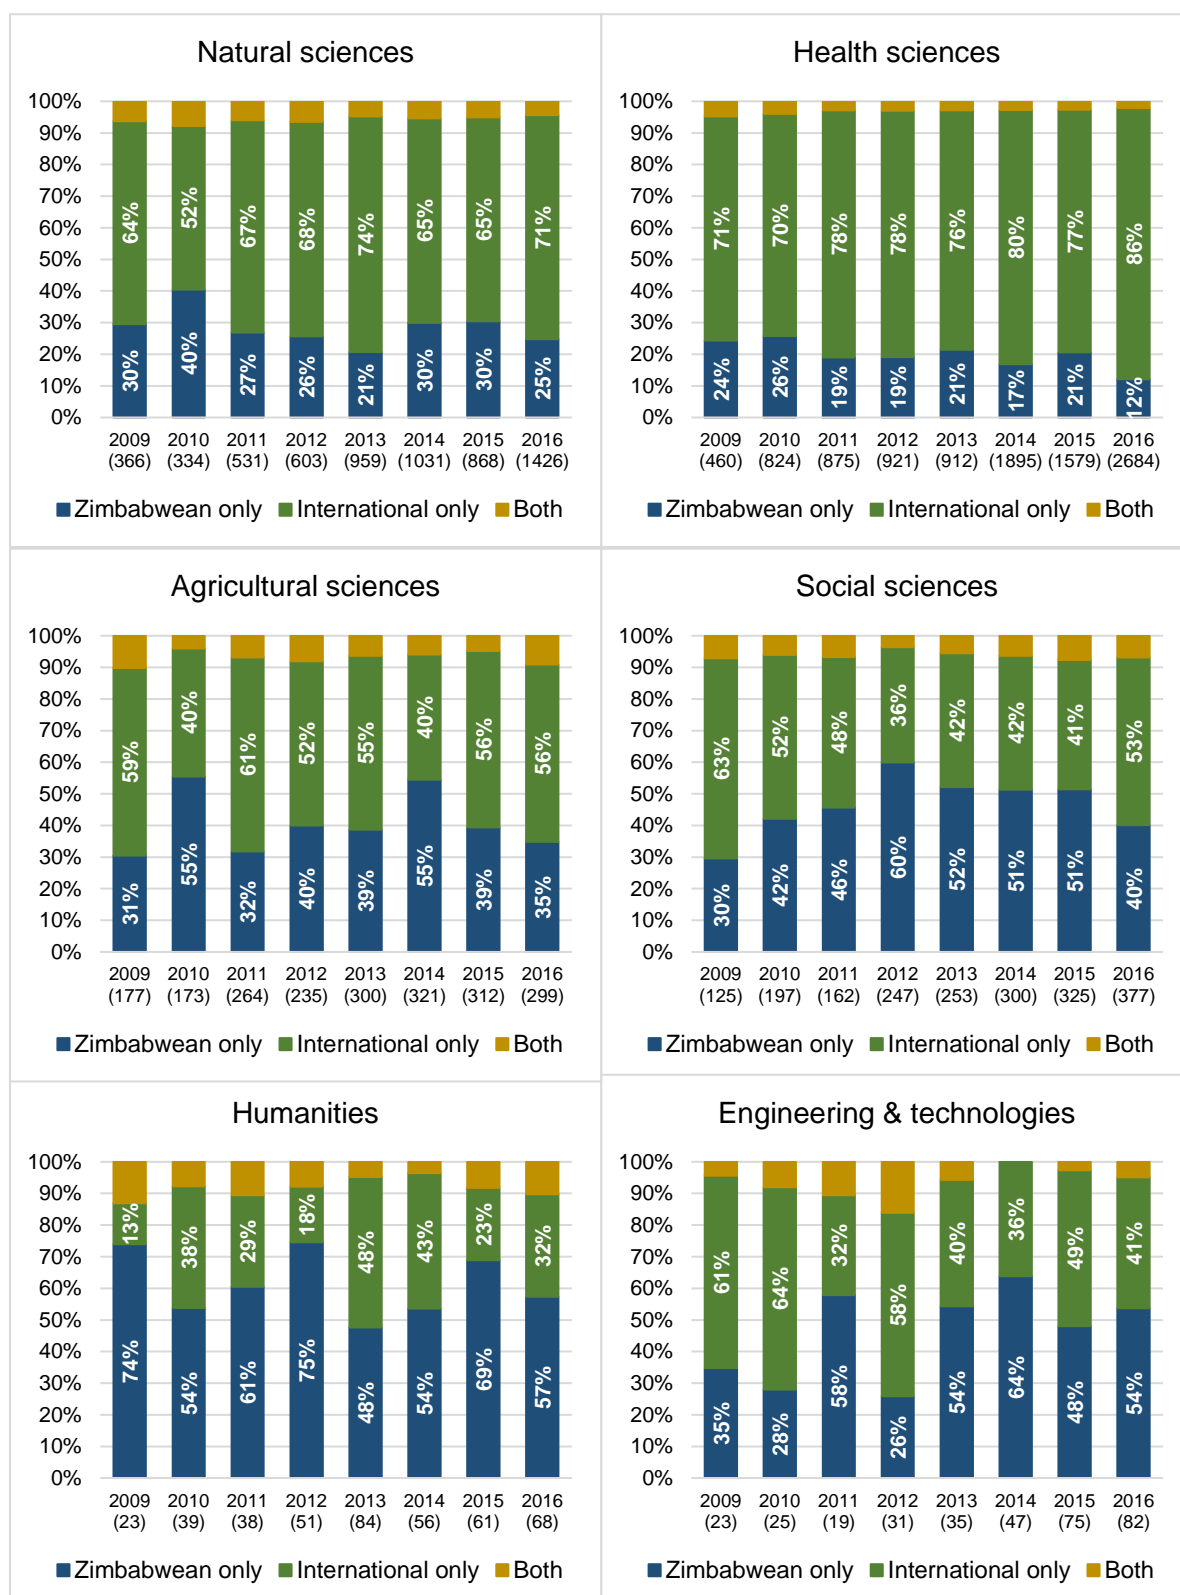 Natural sciences
100%
90%
80%
70%
60%
50%
40%
30%
20%
10%
0%
64% 52% 67% 68% 74% 65% 65% 71%
30% 40% 27% 26% 21% 30% 30% 25%
2009 2010 2011 2012 2013 2014 2015 2016
(366) (334) (531) (603) (959) (1031) (868) (1426)
Zimbabwean only International only Both
Health sciences
100%
90%
80%
70%
60%
50%
40%
30%
20%
10%
0%
71% 70% 78% 78% 76% 80% 77% 86%
24% 26% 19% 19% 21% 17% 21% 12%
2009 2010 2011 2012 2013 2014 2015 2016
(460) (824) (875) (921) (912) (1895) (1579) (2684)
Zimbabwean only International only Both
Agricultural sciences
100%
90%
80%
70%
60%
50%
40%
30%
20%
10%
0%
59% 40% 61% 52% 55% 40% 56% 56%
31% 55% 32% 40% 39% 55% 39% 35%
2009 2010 2011 2012 2013 2014 2015 2016
(177) (173) (264) (235) (300) (321) (312) (299)
Zimbabwean only International only Both
Social sciences
100%
90%
80%
70%
60%
50%
40%
30%
20%
10%
0%
63% 52% 48% 36% 42% 42% 41% 53%
30% 42% 46% 60% 52% 51% 51% 40%
2009 2010 2011 2012 2013 2014 2015 2016
(125) (197) (162) (247) (253) (300) (325) (377)
Zimbabwean only International only Both
Humanities
100%
90%
80%
70%
60%
50%
40%
30%
20%
10%
0%
13% 38% 29% 18% 48% 43% 23% 32%
74% 54% 61% 75% 48% 54% 69% 57%
2009 2010 2011 2012 2013 2014 2015 2016
(23) (39) (38) (51) (84) (56) (61) (68)
Zimbabwean only International only Both
Engineering & technologies
100%
90%
80%
70%
60%
50%
40%
30%
20%
10%
0%
61% 64% 32% 58% 40% 36% 49% 41%
35% 28% 58% 26% 54% 64% 48% 54%
2009 2010 2011 2012 2013 2014 2015 2016
(23) (25) (19) (31) (35) (47) (75) (82)
Zimbabwean only International only Both